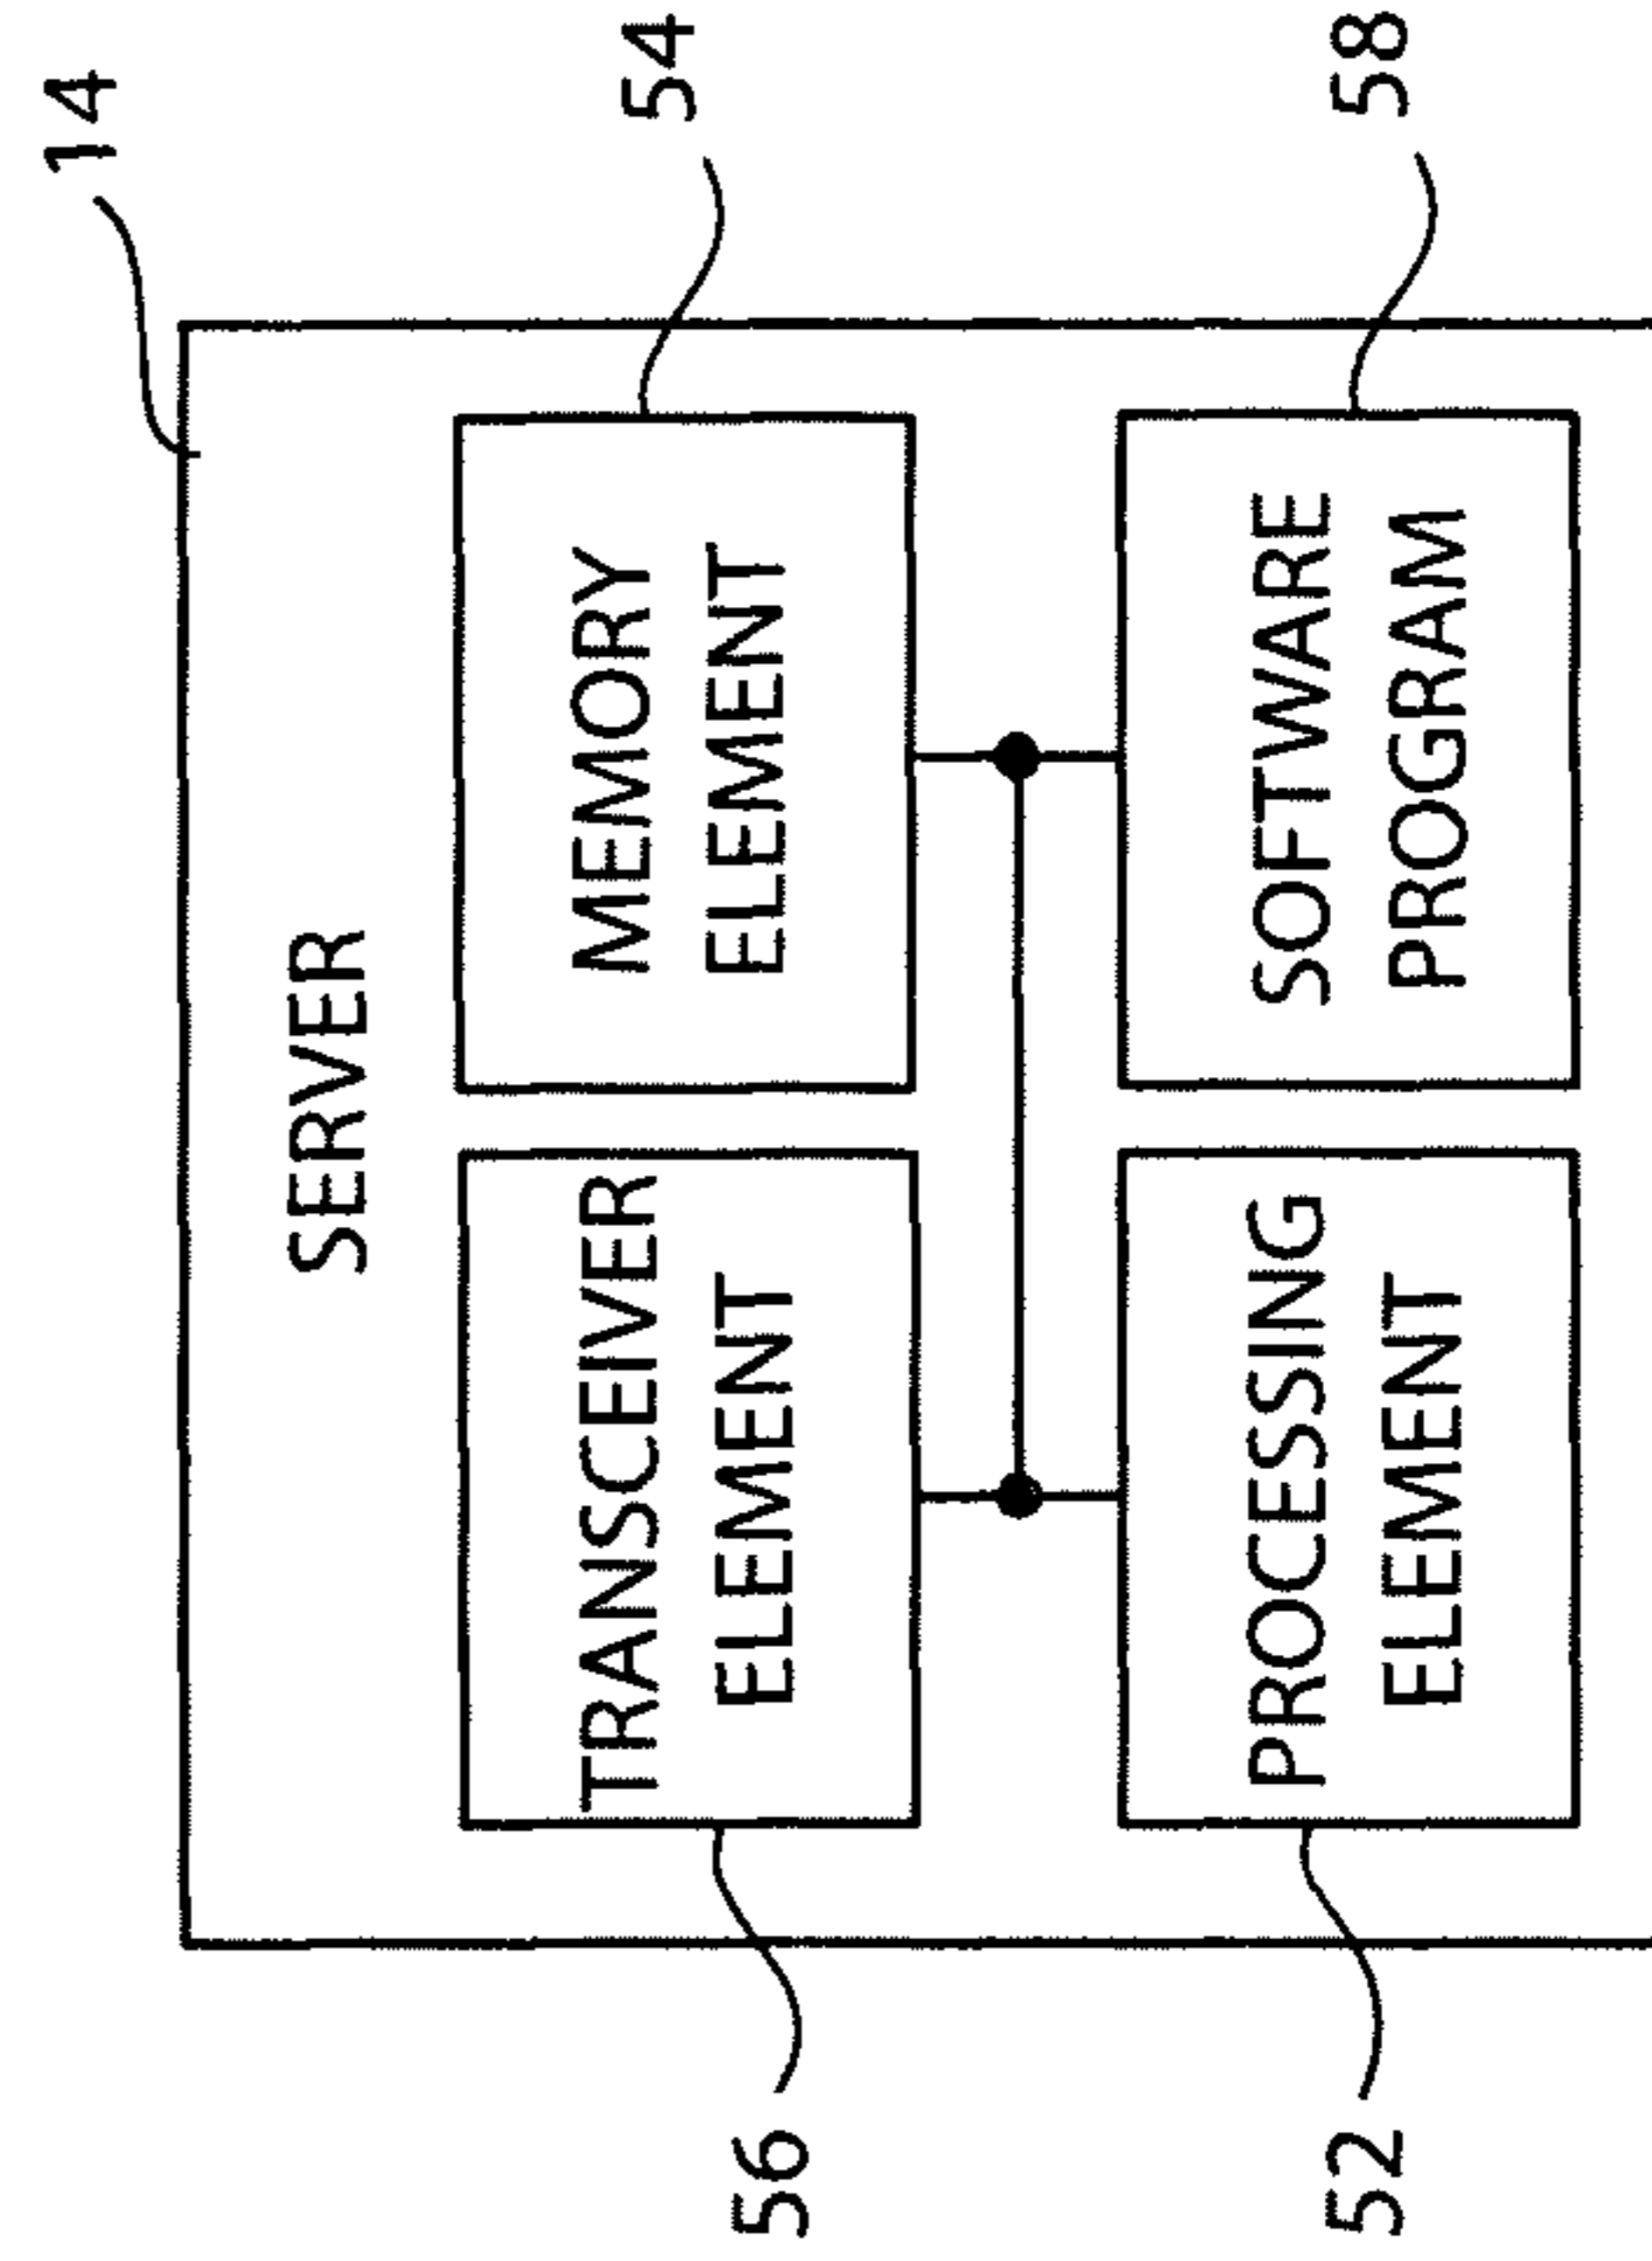 14
SERVER
56
TRANSCEIVER
ELEMENT
MEMORY
ELEMENT
54
52
PROCESSING
ELEMENT
SOFTWARE
PROGRAM
58